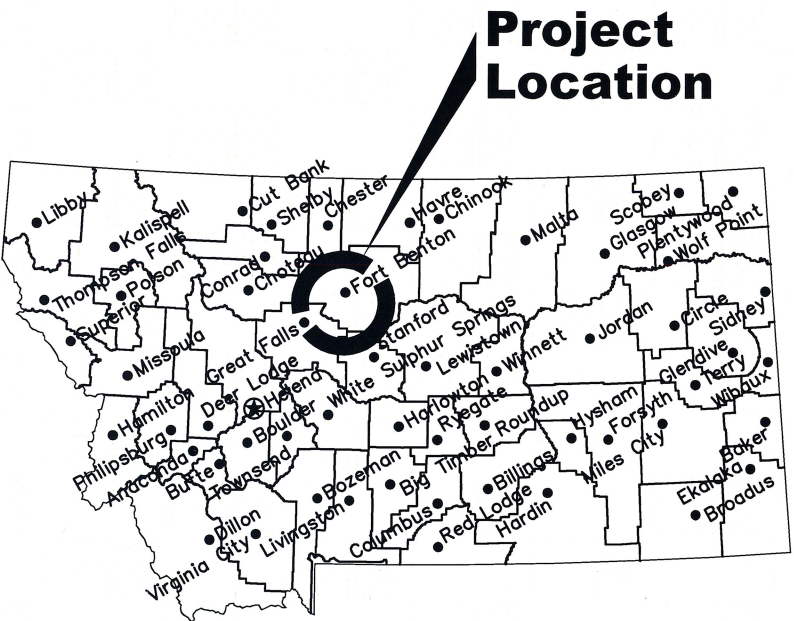 Project
Location
Libby
Kalispell
Cut Bank
Shelby
Chester
Havre
Chinook
Malta
Scobey
Glasgow
Plentywood
Wolf Point
Thompson Falls
Polson
Superior
Conrad
Choteau
Fort Benton
Missoula
Great Falls
Stanford
Lewistown
Winnett
Jordan
Circle
Sidney
Glendive
Terry
Wibaux
Deer Lodge
Helena
White Sulphur Springs
Hamilton
Philipsburg
Anaconda
Butte
Boulder
Townsend
Harlowton
Ryegate
Roundup
Hysham
Forsyth
Miles City
Baker
Ekalaka
Broadus
Bozeman
Big Timber
Billings
Hardin
Livingston
Columbus
Red Lodge
Dillon
Virginia City